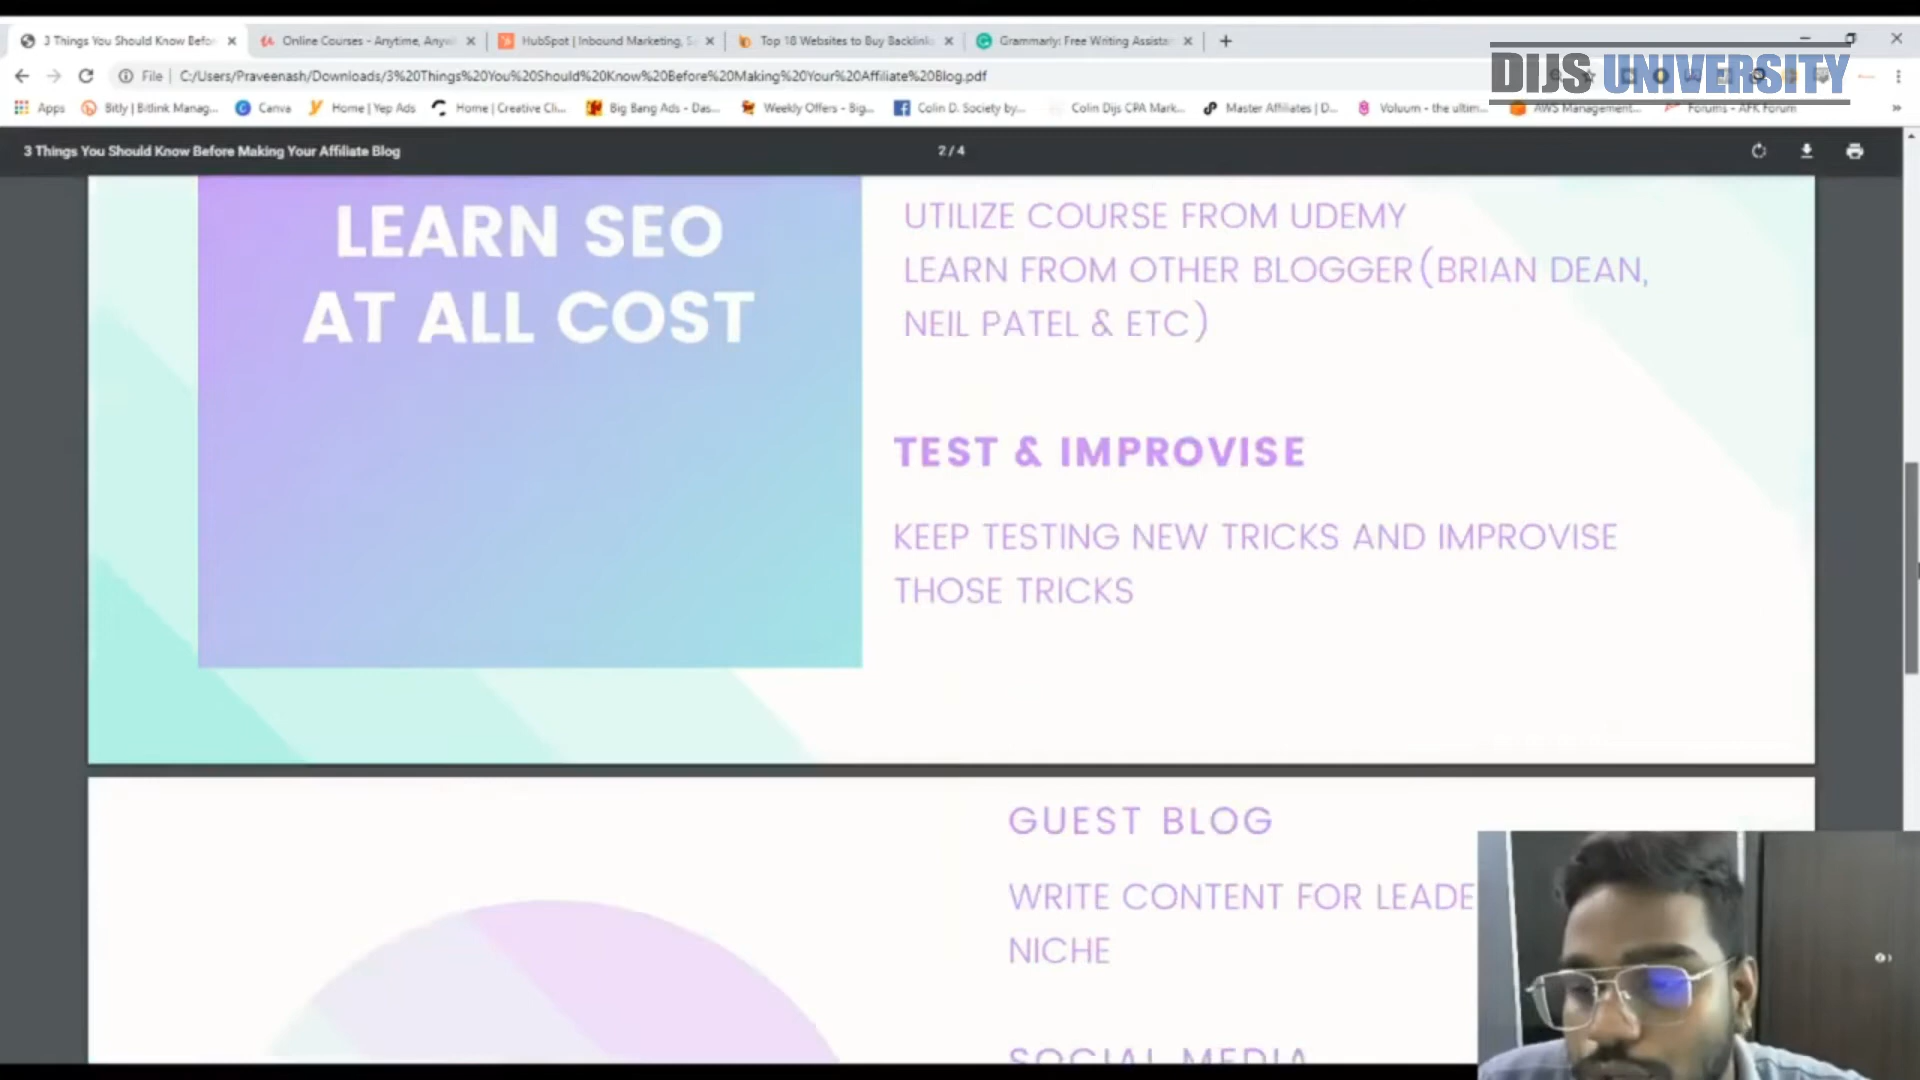 3 Things You Should Know Befor
Online Courses - Anytime, Anyw
HubSpot | Inbound Marketing, S
Top 18 Websites to Buy Backlink
Grammarly: Free Writing Assista
DIJS UNIVERSITY
File
C:/Users/Praveenash/Downloads/3%20Things%20You%20Should%20Know%20Before%20Making%20Your%20Affiliate%20Blog.pdf
Apps
Bitly | Bitlink Manag...
Canva
Home | Yep Ads
Home | Creative Cli...
Big Bang Ads - Das...
Weekly Offers - Big...
Colin D. Society by...
Colin Dijs CPA Mark...
Master Affiliates | D...
Voluum - the ultim...
AWS Management...
Forums - AFK Forum
3 Things You Should Know Before Making Your Affiliate Blog
2 / 4
LEARN SEO
AT ALL COST
UTILIZE COURSE FROM UDEMY
LEARN FROM OTHER BLOGGER(BRIAN DEAN,
NEIL PATEL & ETC)
TEST & IMPROVISE
KEEP TESTING NEW TRICKS AND IMPROVISE
THOSE TRICKS
GUEST BLOG
WRITE CONTENT FOR LEADE
NICHE
SOCIAL MEDIA